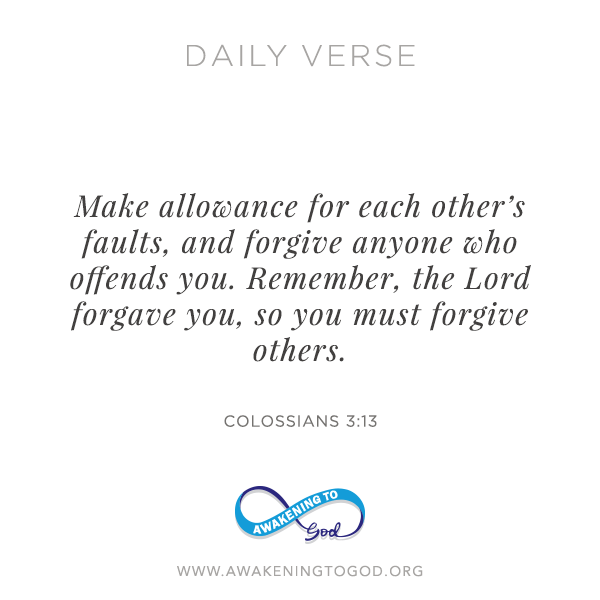 DAILY VERSE
Make allowance for each other’s
faults, and forgive anyone who
offends you. Remember, the Lord
forgave you, so you must forgive
others.
COLOSSIANS 3:13
AWAKENING TO
God
WWW.AWAKENINGTOGOD.ORG